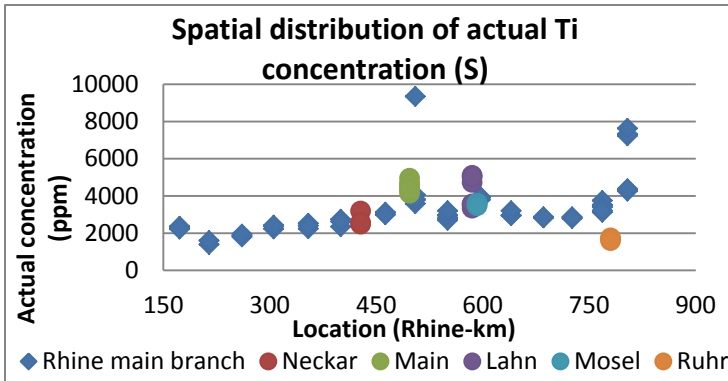 Spatial distribution of actual Ti
concentration (S)
Actual concentration
(ppm)
10000
8000
6000
4000
2000
0
150 300 450 600 750 900
Location (Rhine-km)
Rhine main branch Neckar Main Lahn Mosel Ruhr